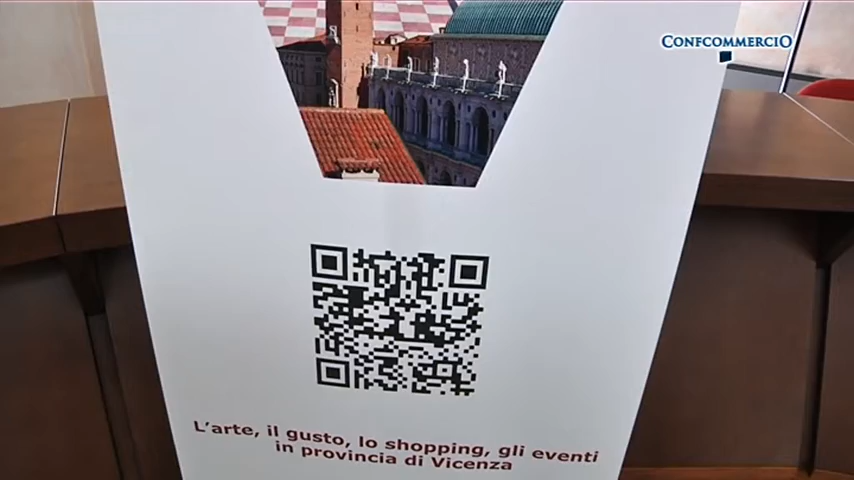 CONFCOMMERCIO
L'arte, il gusto, lo shopping, gli eventi
in provincia di Vicenza